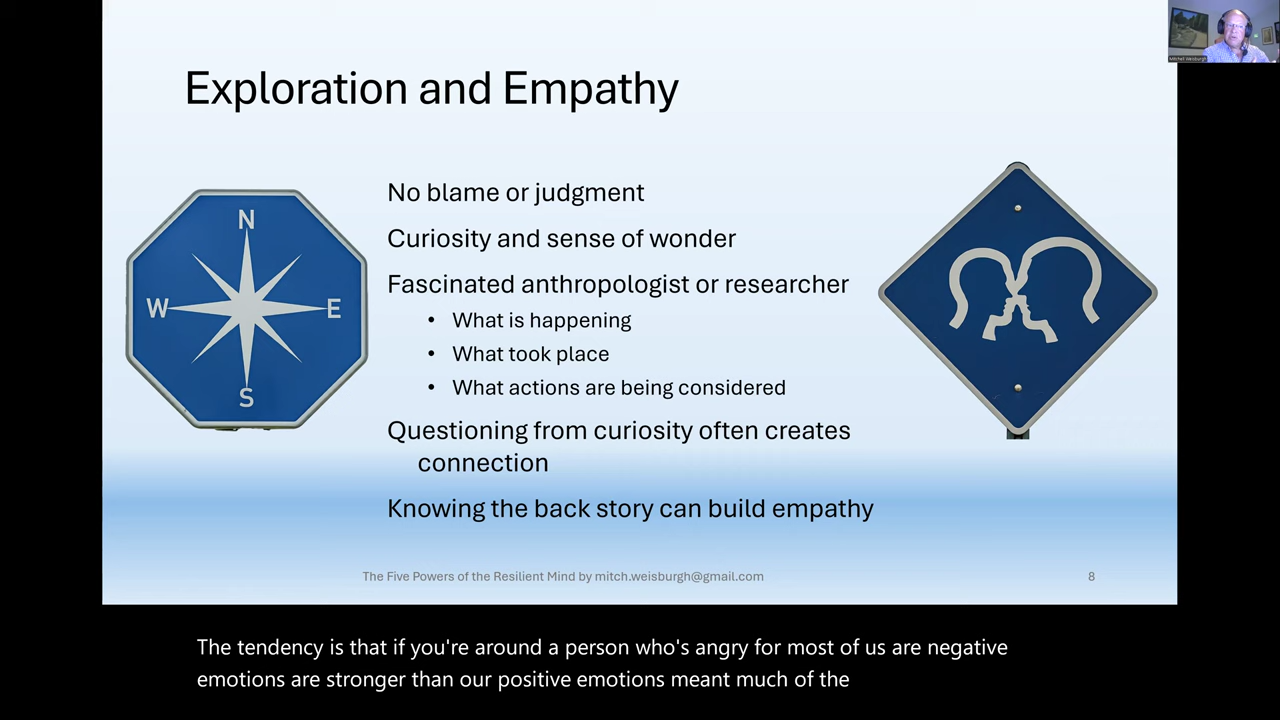 Exploration and Empathy
N
W
E
S
No blame or judgment
Curiosity and sense of wonder
Fascinated anthropologist or researcher
• What is happening
• What took place
• What actions are being considered
Questioning from curiosity often creates
connection
Knowing the back story can build empathy
The Five Powers of the Resilient Mind by mitch.weisburgh@gmail.com
8
Mitchell Weisburgh
The tendency is that if you're around a person who's angry for most of us are negative
emotions are stronger than our positive emotions meant much of the